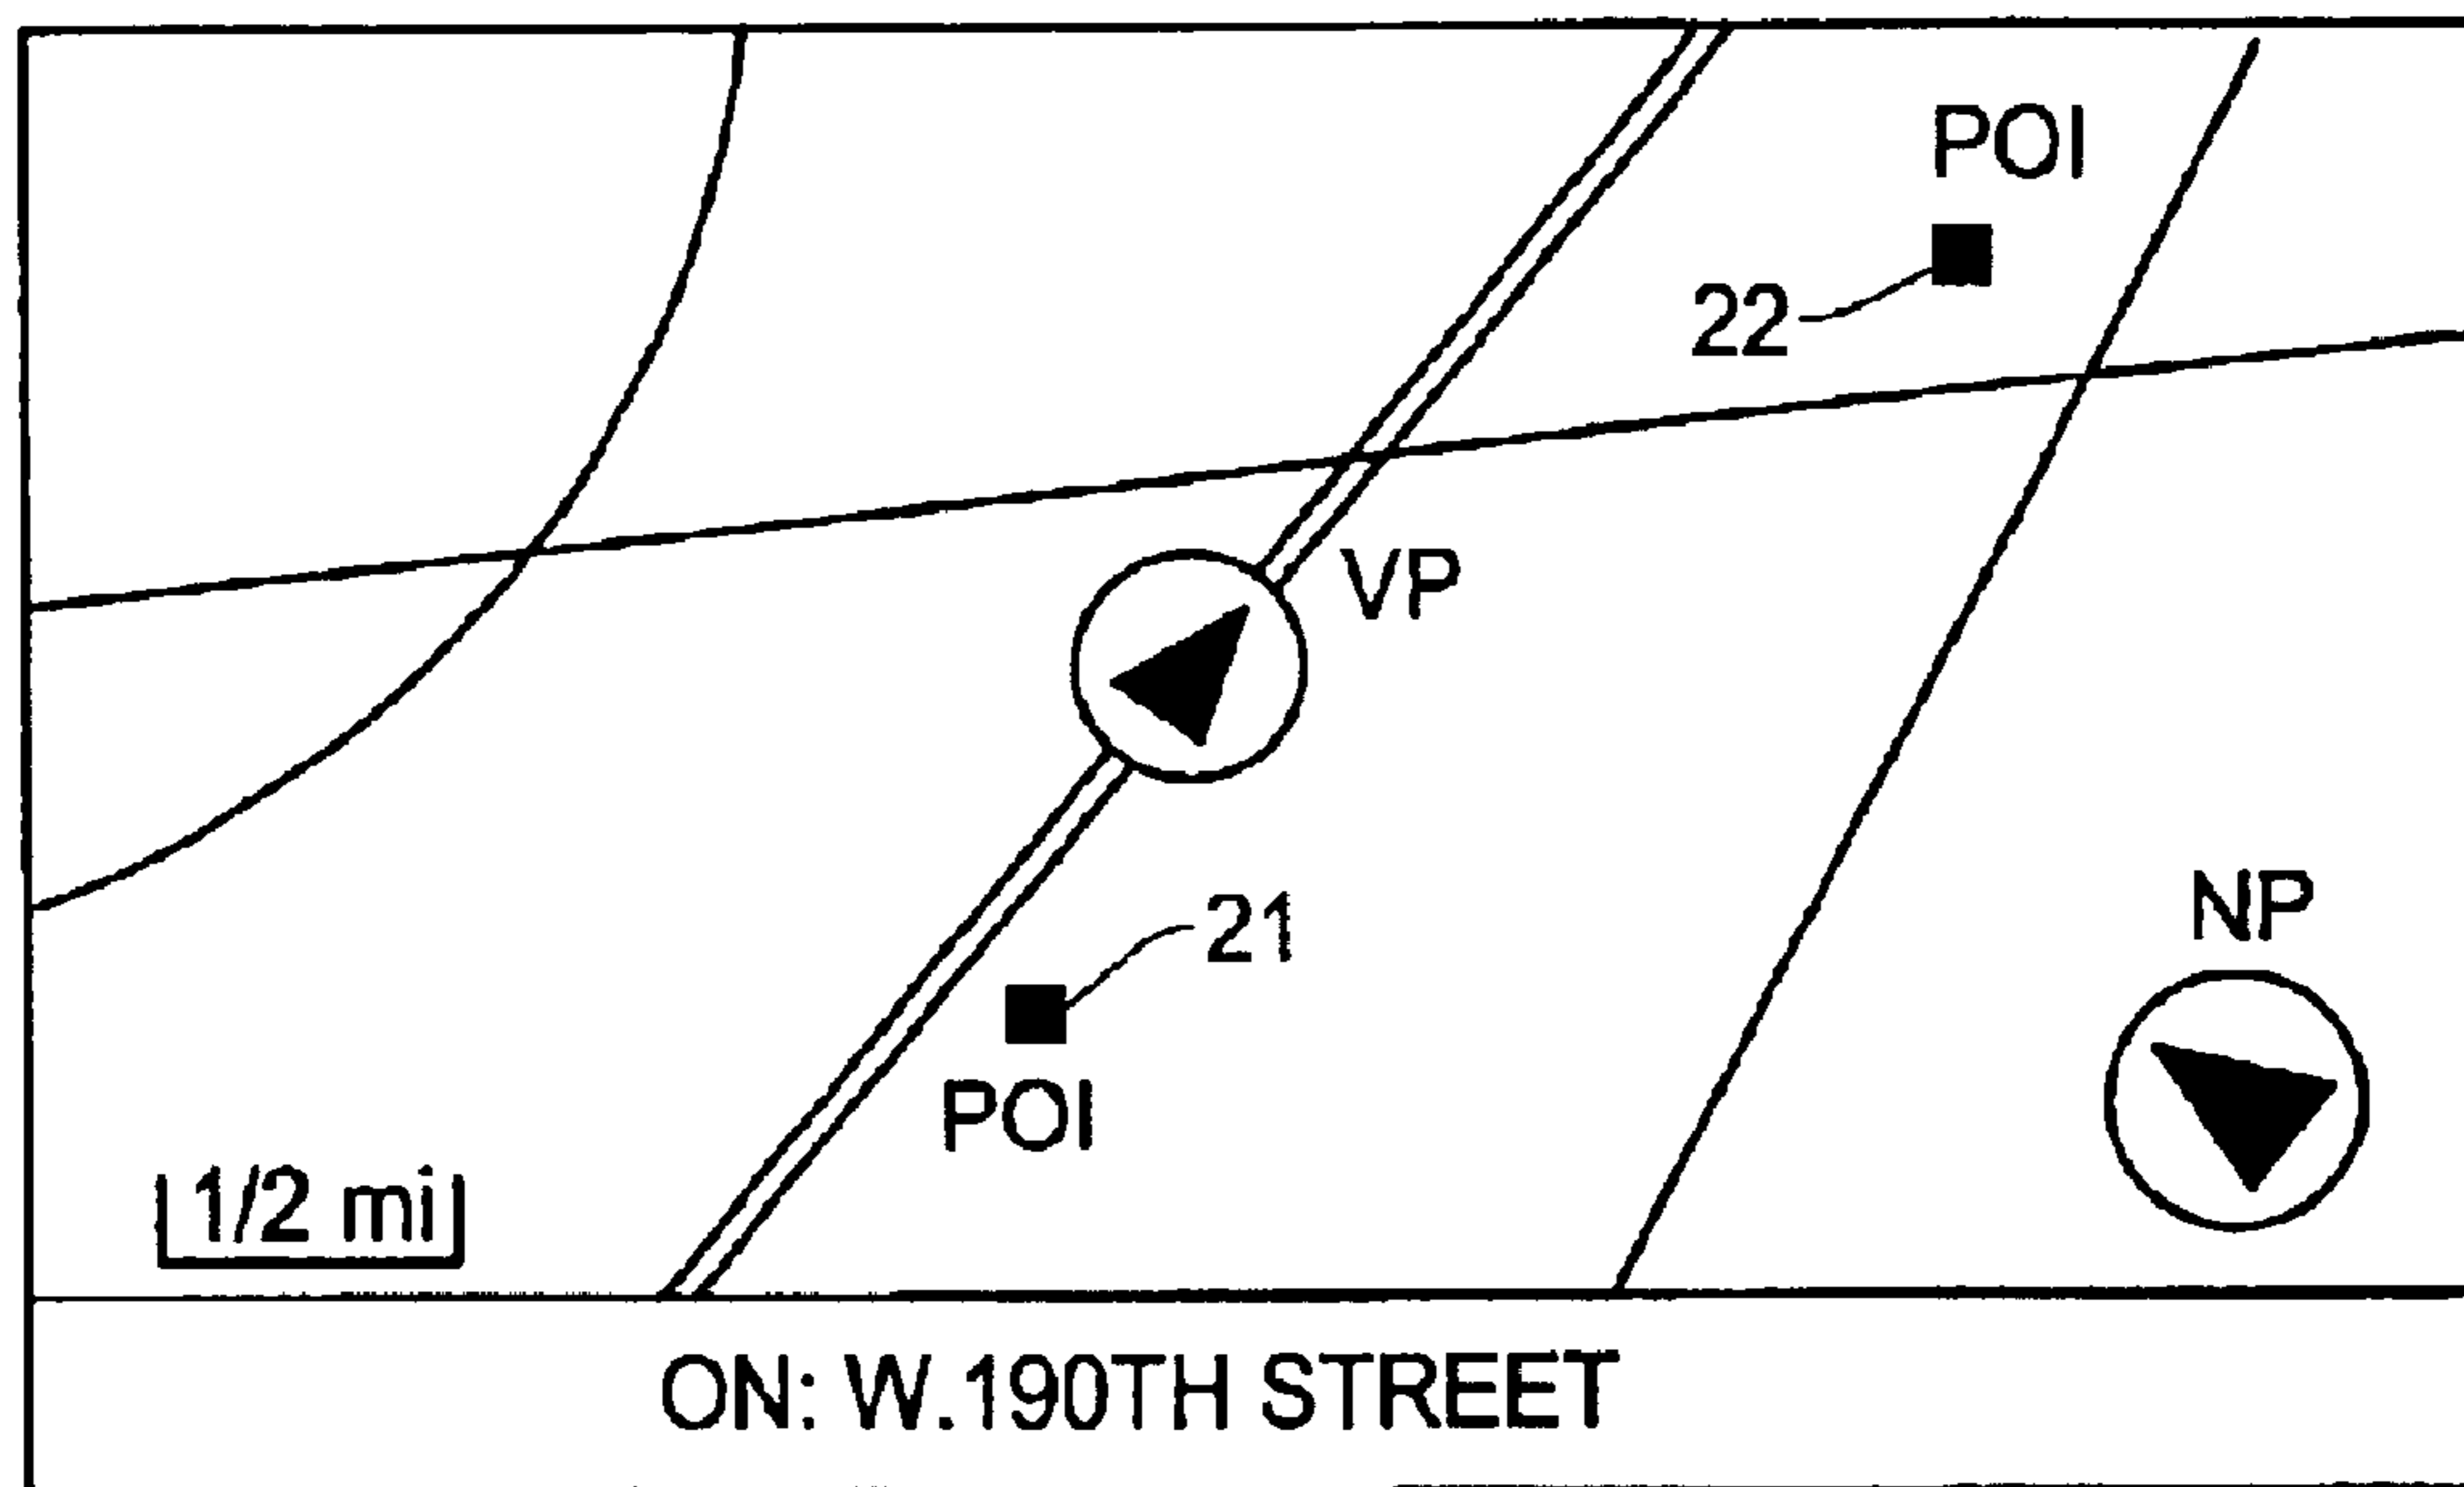 POI
22
VP
NP
21
POI
1/2 mi
ON: W.190TH STREET